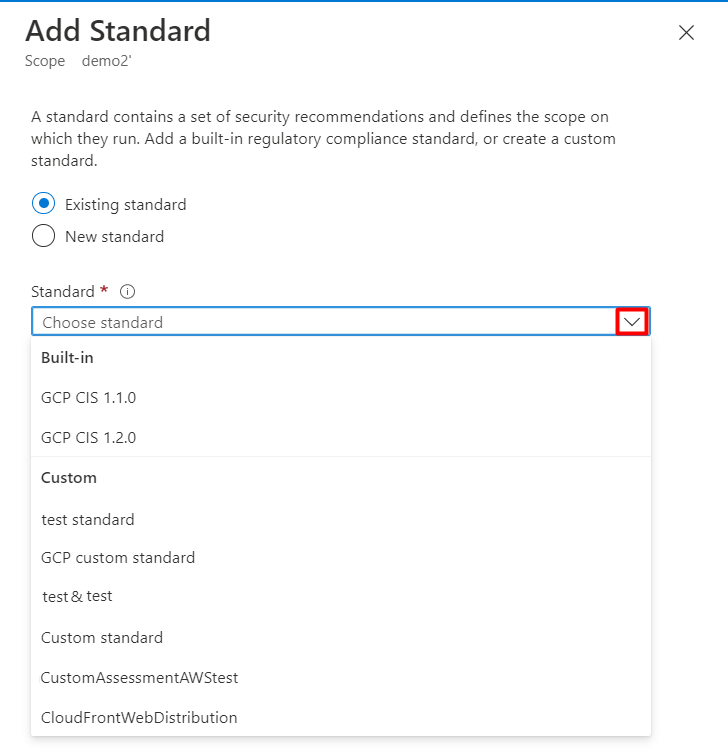 Add Standard
Scope demo2'
A standard contains a set of security recommendations and defines the scope on
which they run. Add a built-in regulatory compliance standard, or create a custom
standard.
Existing standard
New standard
Standard *
Choose standard
Built-in
GCP CIS 1.1.0
GCP CIS 1.2.0
Custom
test standard
GCP custom standard
test & test
Custom standard
CustomAssessmentAWStest
CloudFrontWebDistribution